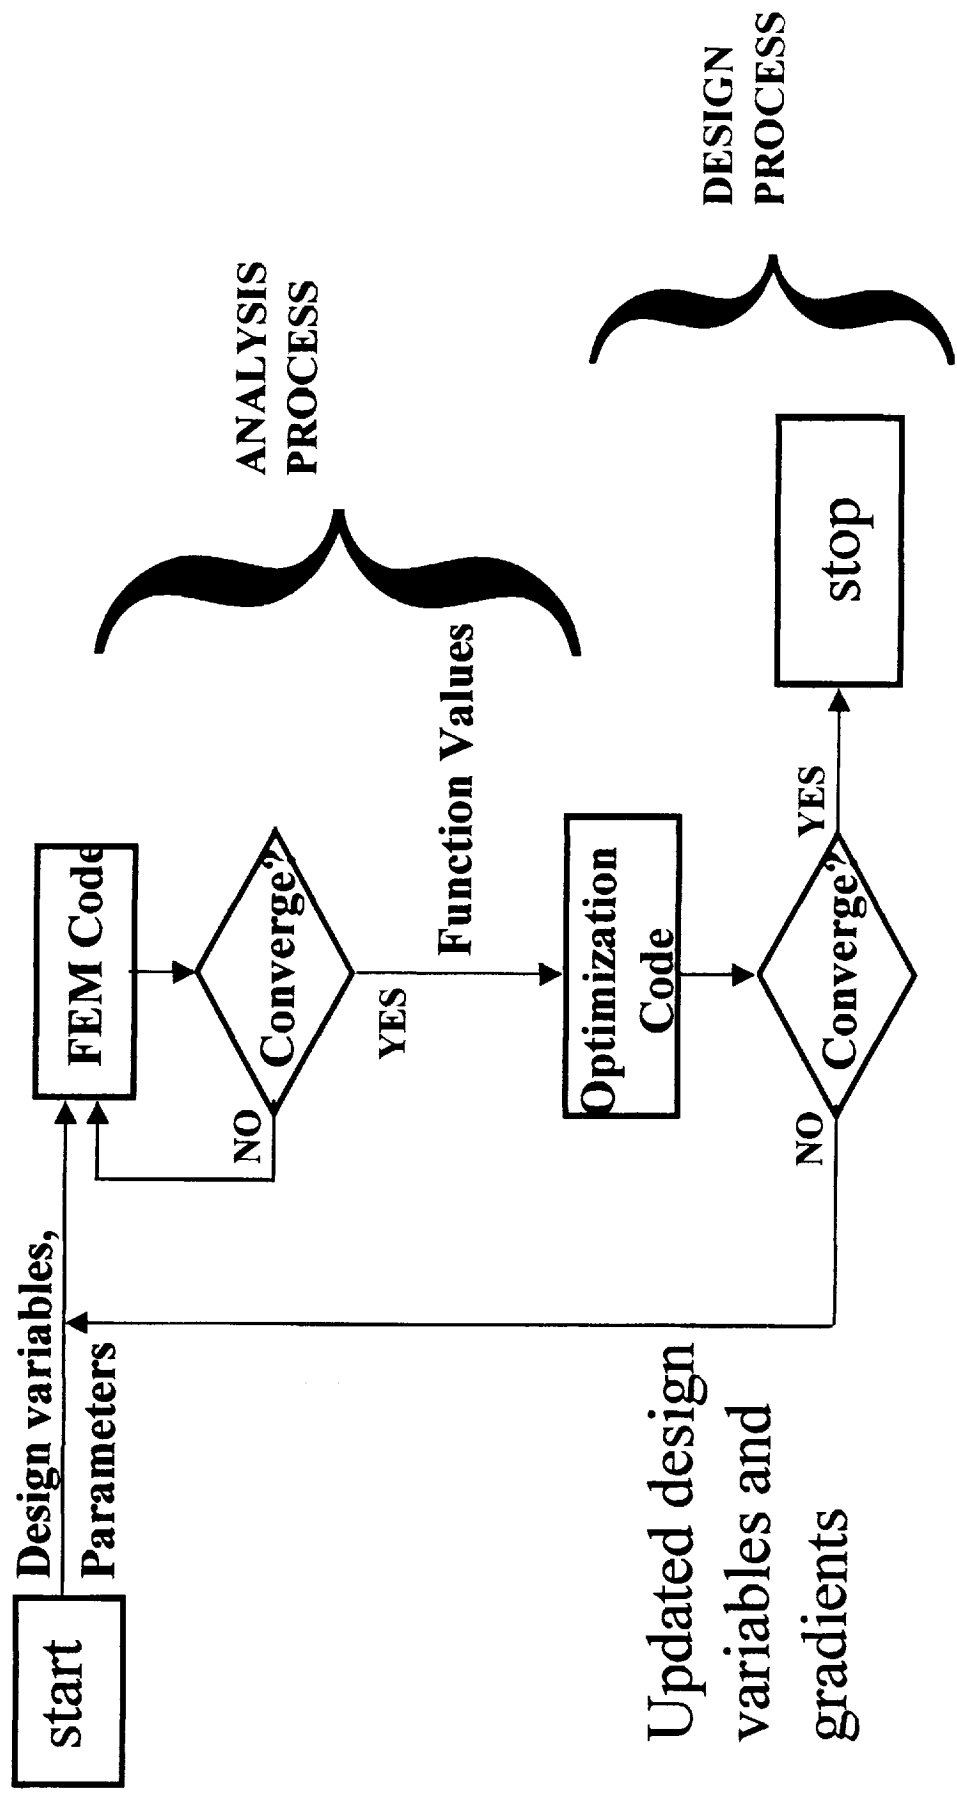 start
Design variables,
Parameters
FEM Code
Converge?
NO
YES
Function Values
ANALYSIS
PROCESS
Optimization
Code
Converge?
NO
YES
stop
DESIGN
PROCESS
Updated design
variables and
gradients